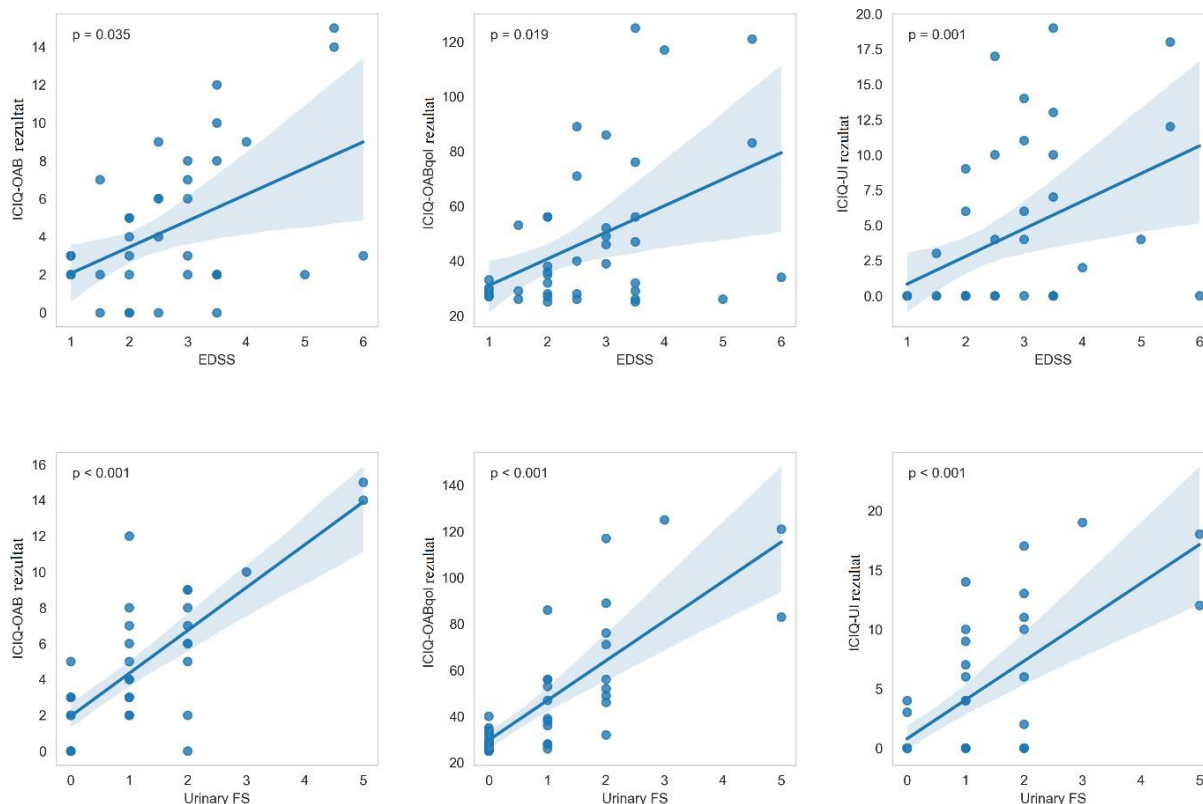 p = 0.035
ICIQ-OAB rezultat
14
12
10
8
6
4
2
0
1 2 3 4 5 6
EDSS
p = 0.019
ICIQ-OABqol rezultat
120
100
80
60
40
20
1 2 3 4 5 6
EDSS
p = 0.001
ICIQ-UI rezultat
20.0
17.5
15.0
12.5
10.0
7.5
5.0
2.5
0.0
1 2 3 4 5 6
EDSS
p < 0.001
ICIQ-OAB rezultat
16
14
12
10
8
6
4
2
0
0 1 2 3 4 5
Urinary FS
p < 0.001
ICIQ-OABqol rezultat
140
120
100
80
60
40
20
0 1 2 3 4 5
Urinary FS
p < 0.001
ICIQ-UI rezultat
20
15
10
5
0
0 1 2 3 4 5
Urinary FS